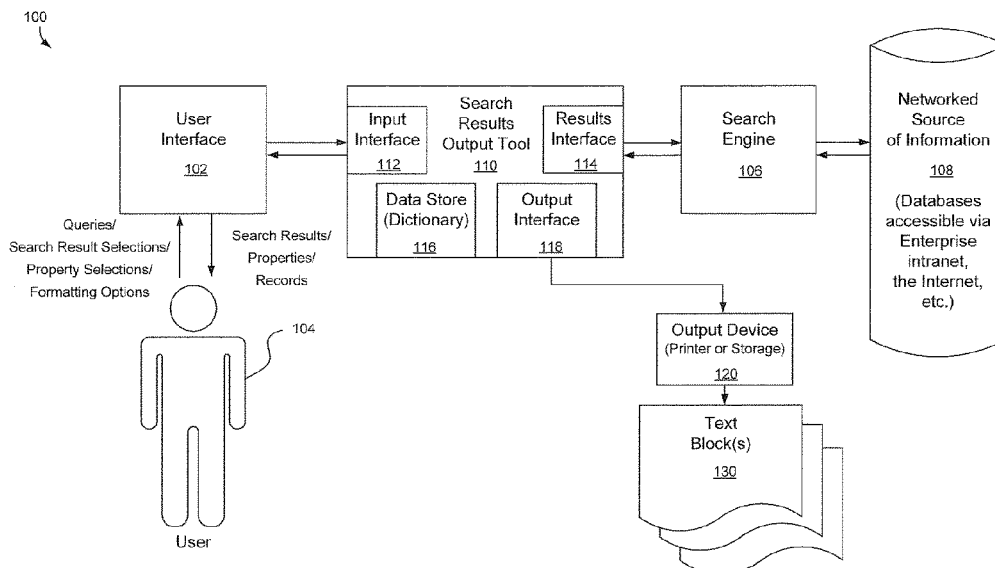 100
User
Interface
102
Queries/
Search Result Selections/
Property Selections/
Formatting Options
Search Results/
Properties/
Records
104
User
Input
Interface
112
Search
Results
Output Tool
110
Results
Interface
114
Data Store
(Dictionary)
116
Output
Interface
118
Search
Engine
106
Networked
Source
of Information
108
(Databases
accessible via
Enterprise
intranet,
the Internet,
etc.)
Output Device
(Printer or Storage)
120
Text
Block(s)
130